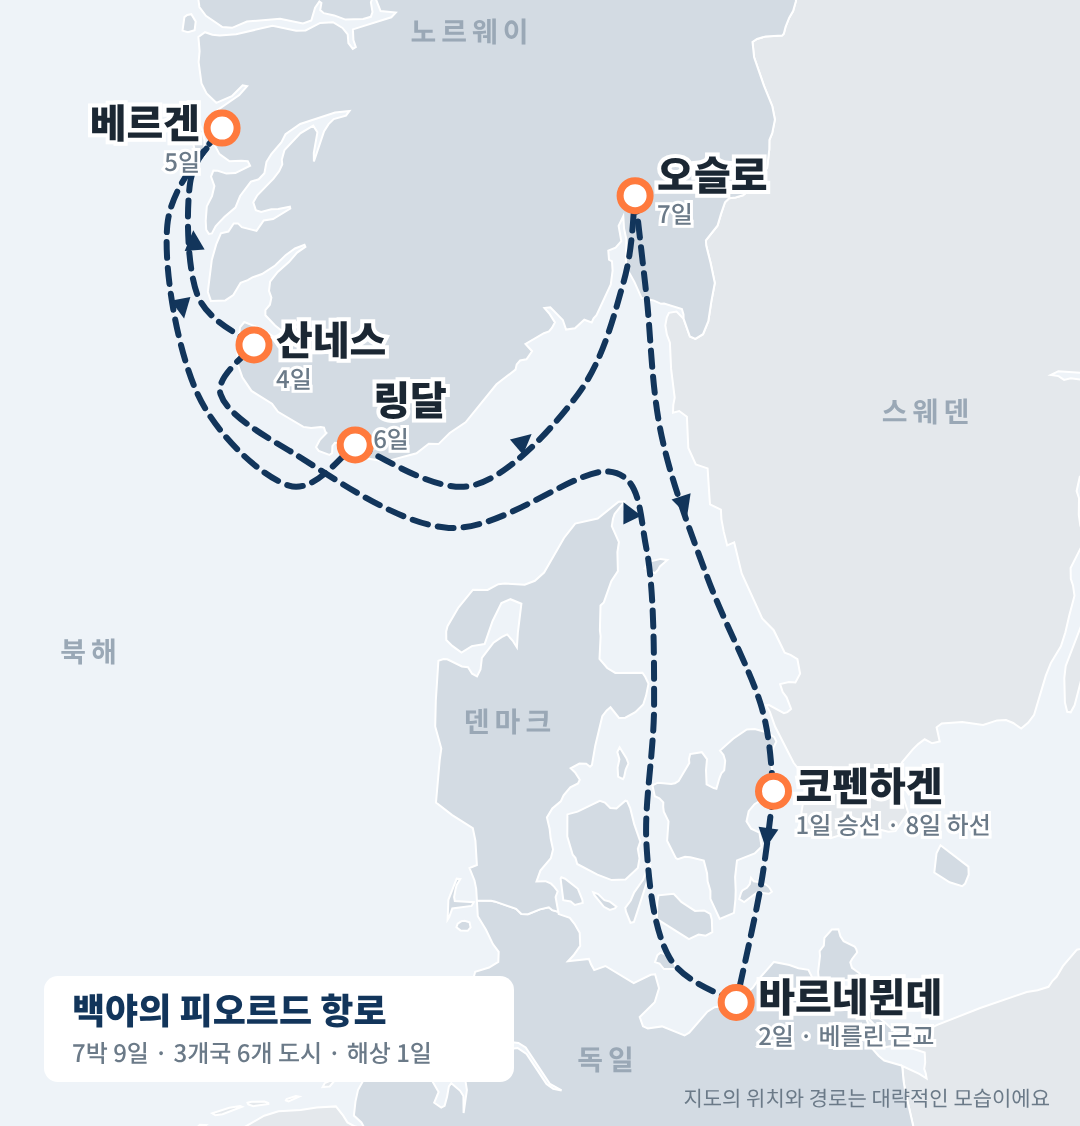 노르웨이
베르겐
5일
오슬로
7일
산네스
4일
링달
6일
스웨덴
북해
덴마크
코펜하겐
1일 승선 · 8일 하선
바르네뮌데
2일 · 베를린 근교
백야의 피오르드 항로
7박 9일 · 3개국 6개 도시 · 해상 1일
독일
지도의 위치와 경로는 대략적인 모습이에요